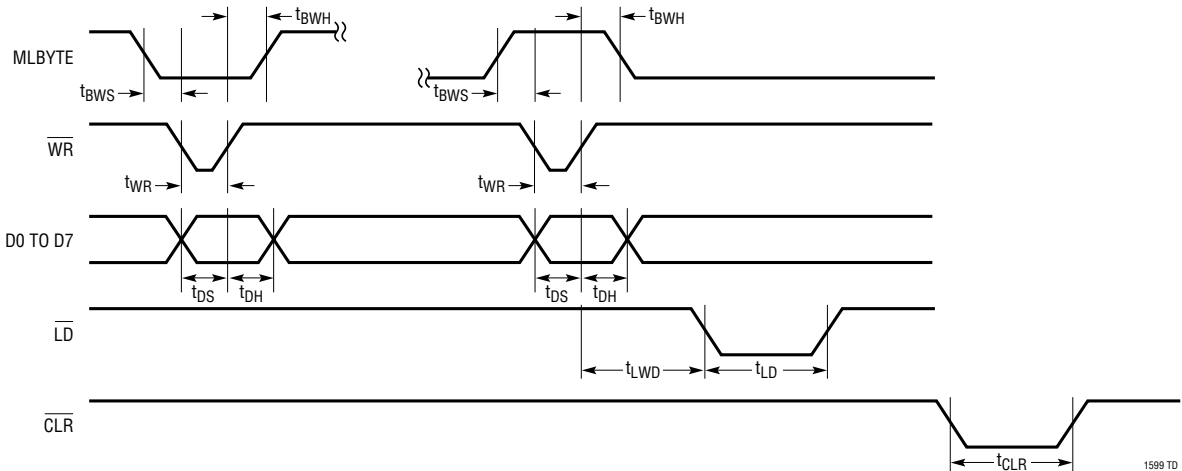 tBWH
tBWH
MLBYTE
tBWS
tBWS
WR
tWR
tWR
D0 TO D7
tDS
tDH
tDS
tDH
LD
tLWD
tLD
CLR
tCLR
1599 TD